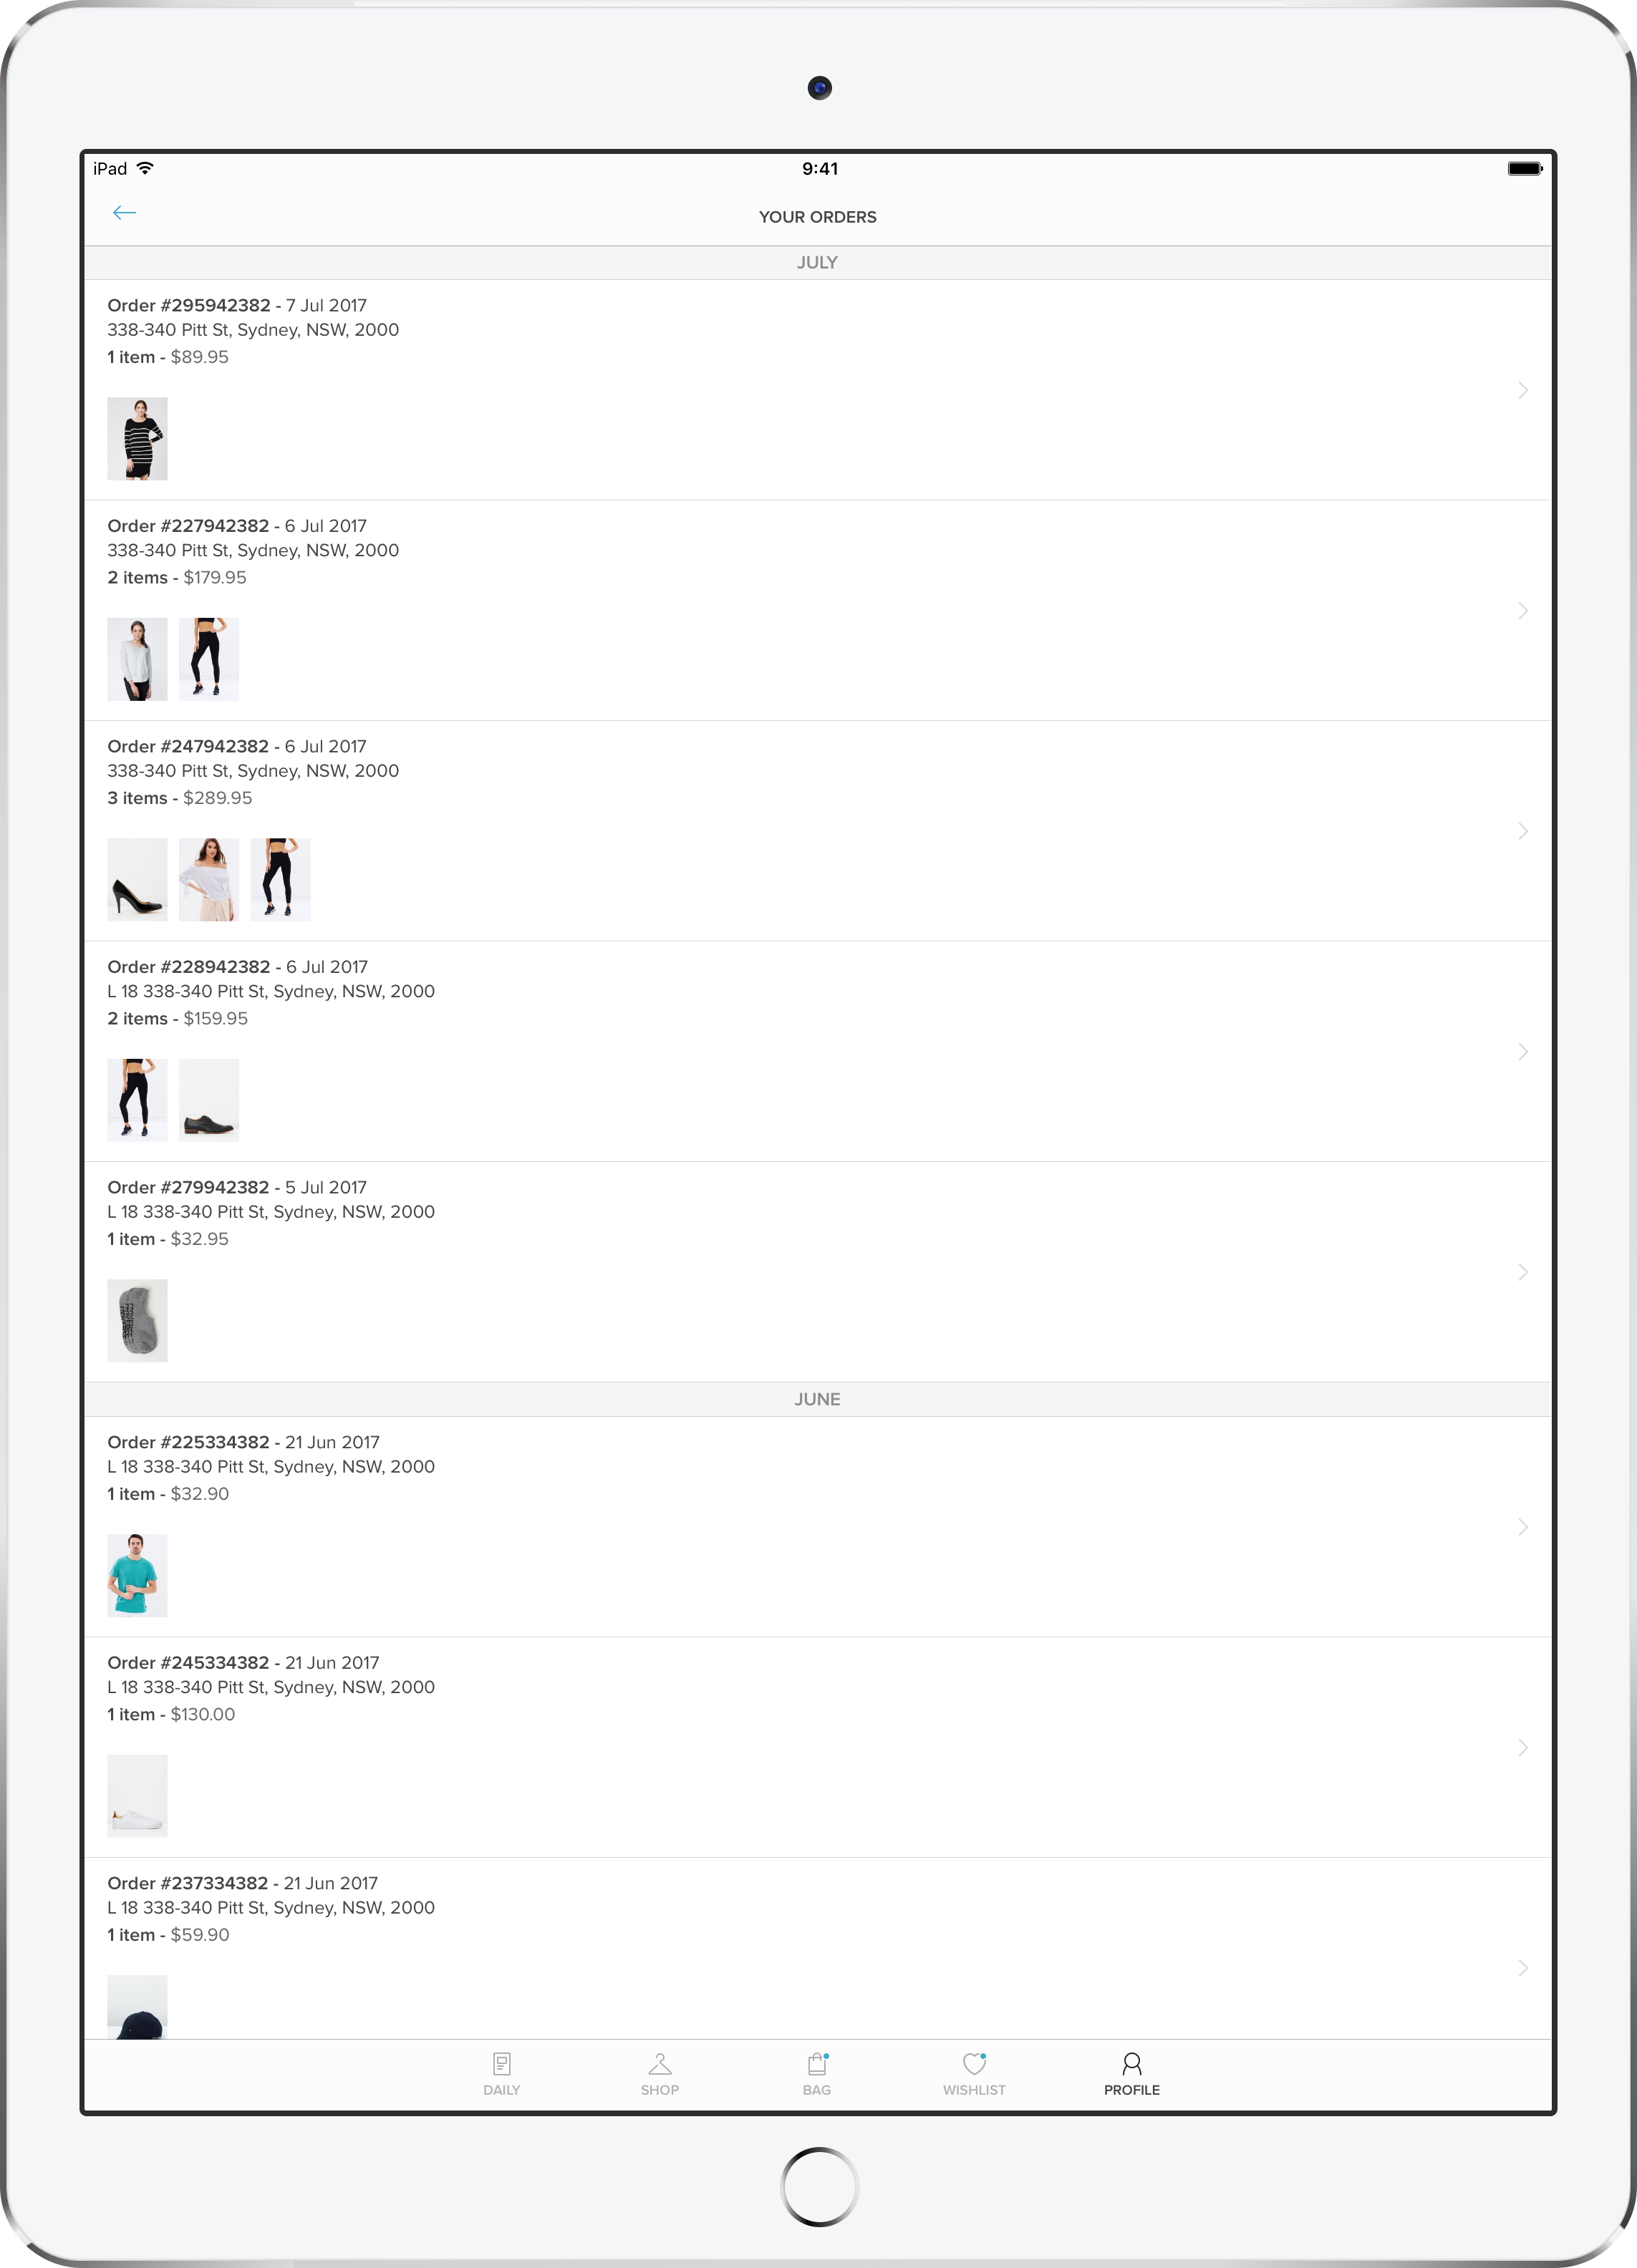 iPad
9:41
YOUR ORDERS
JULY
Order #295942382 - 7 Jul 2017
338-340 Pitt St, Sydney, NSW, 2000
1 item - $89.95
Order #227942382 - 6 Jul 2017
338-340 Pitt St, Sydney, NSW, 2000
2 items - $179.95
Order #247942382 - 6 Jul 2017
338-340 Pitt St, Sydney, NSW, 2000
3 items - $289.95
Order #228942382 - 6 Jul 2017
L 18 338-340 Pitt St, Sydney, NSW, 2000
2 items - $159.95
Order #279942382 - 5 Jul 2017
L 18 338-340 Pitt St, Sydney, NSW, 2000
1 item - $32.95
JUNE
Order #225334382 - 21 Jun 2017
L 18 338-340 Pitt St, Sydney, NSW, 2000
1 item - $32.90
Order #245334382 - 21 Jun 2017
L 18 338-340 Pitt St, Sydney, NSW, 2000
1 item - $130.00
Order #237334382 - 21 Jun 2017
L 18 338-340 Pitt St, Sydney, NSW, 2000
1 item - $59.90
DAILY
SHOP
BAG
WISHLIST
PROFILE